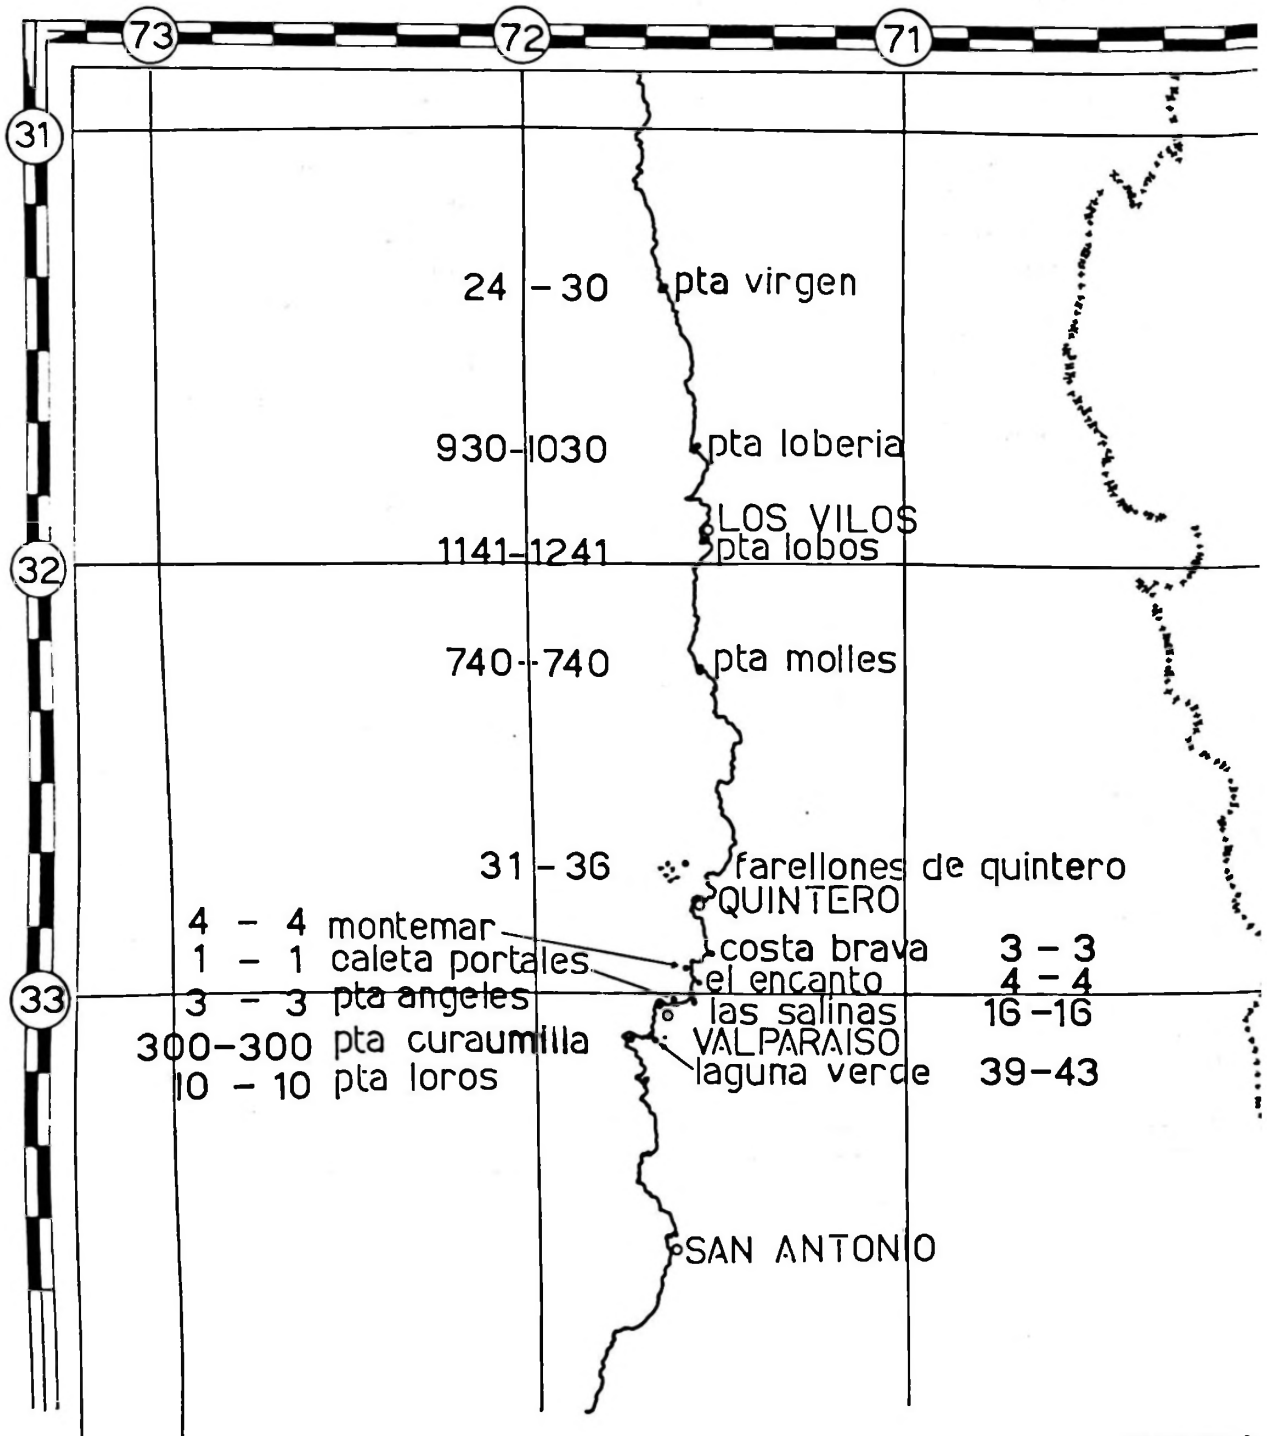 73 72 71
31
24 - 30 pta virgen
930-1030 pta loberia
LOS VILOS
1141-1241 pta lobos
32
740-740 pta molles
31-36 farellones de quintero
QUINTERO
4 - 4 montemar
costa brava 3-3
1 - 1 caleta portales
el encanto 4-4
33
3 - 3 pta angeles
las salinas 16-16
300-300 pta curaumilla
VALPARAISO
10 - 10 pta loros
laguna verde 39-43
SAN ANTONIO